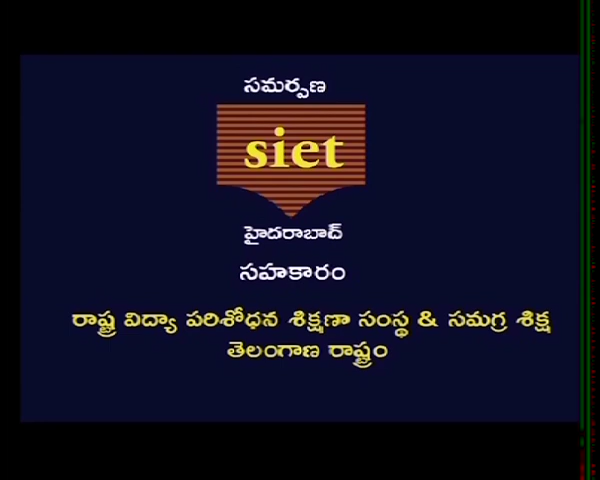 సమర్పణ
siet
హైదరాబాద్
సహకారం
రాష్ట్ర విద్యా పరిశోధన శిక్షణా సంస్థ & సమగ్ర శిక్ష
తెలంగాణ రాష్ట్రం